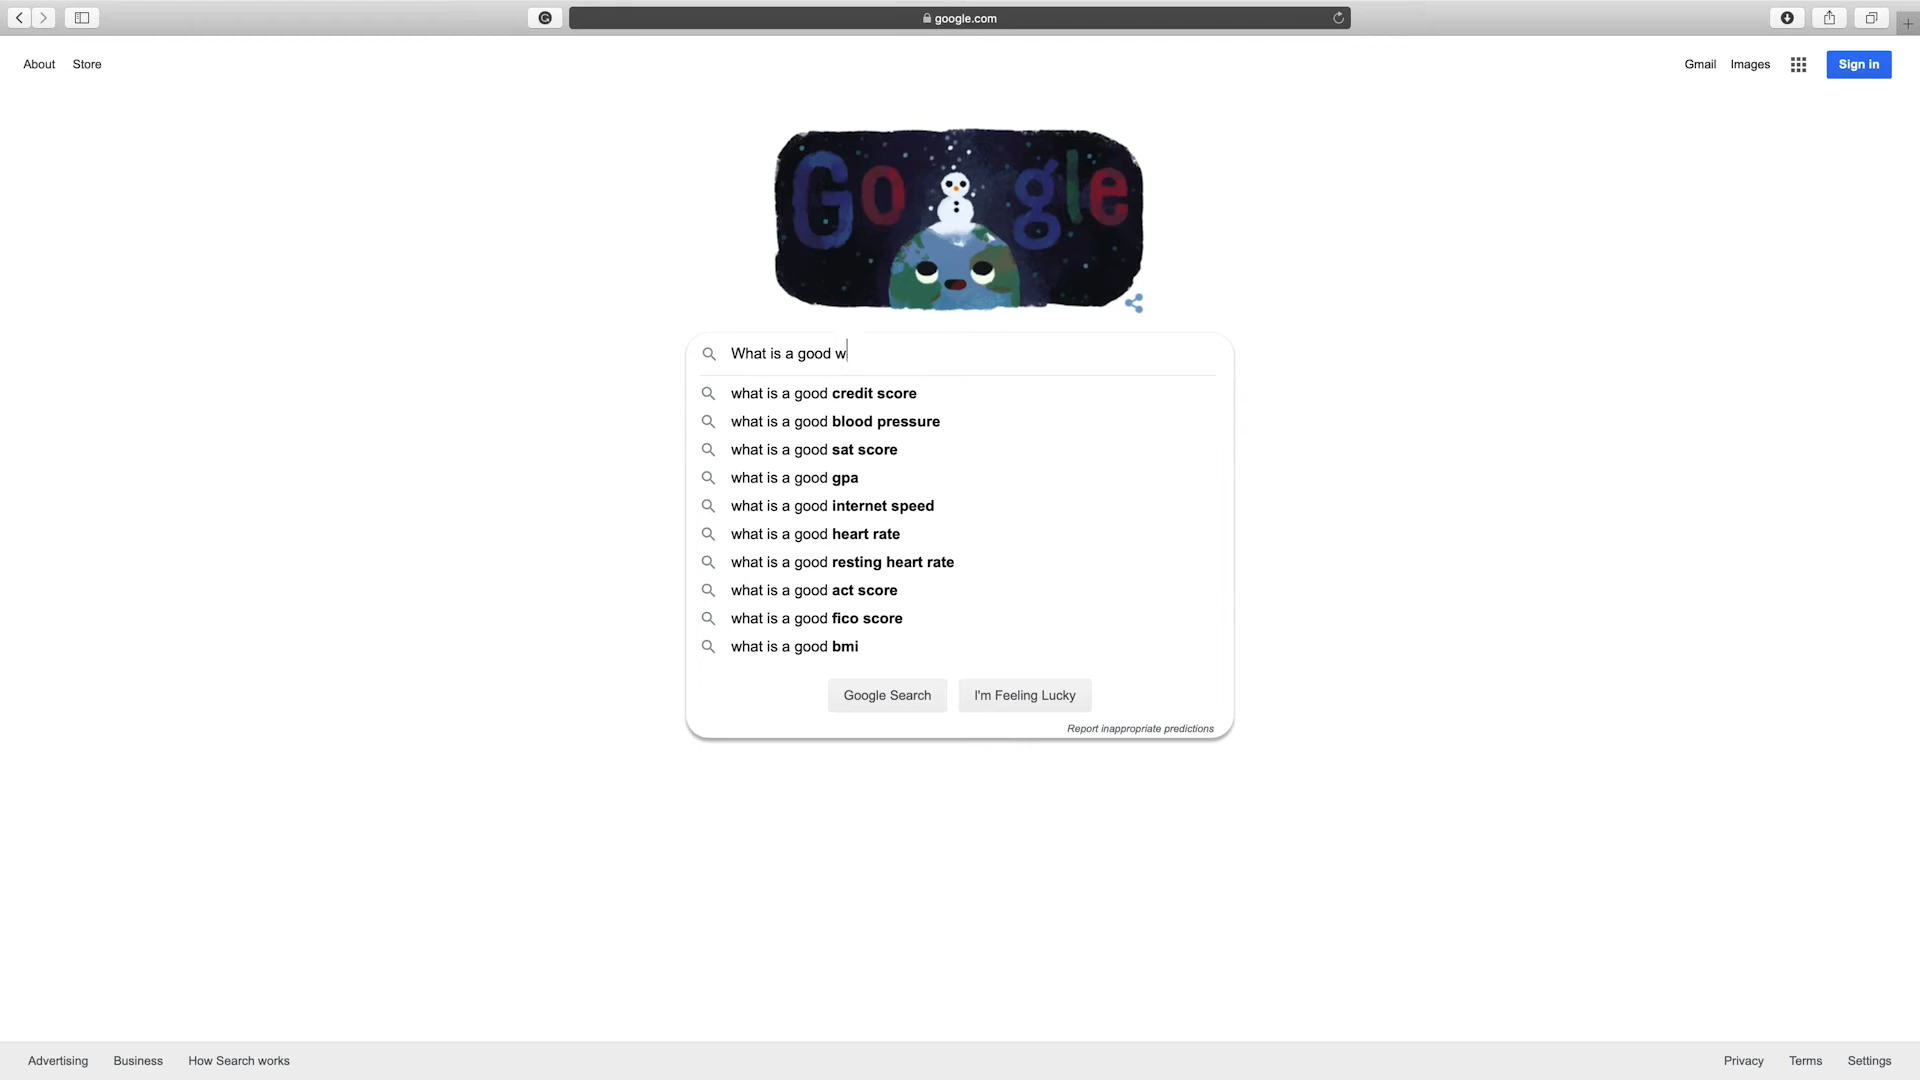 google.com
About Store
Gmail Images Sign in
Google
What is a good w
what is a good credit score
what is a good blood pressure
what is a good sat score
what is a good gpa
what is a good internet speed
what is a good heart rate
what is a good resting heart rate
what is a good act score
what is a good fico score
what is a good bmi
Google Search I'm Feeling Lucky
Report inappropriate predictions
Advertising Business How Search works
Privacy Terms Settings